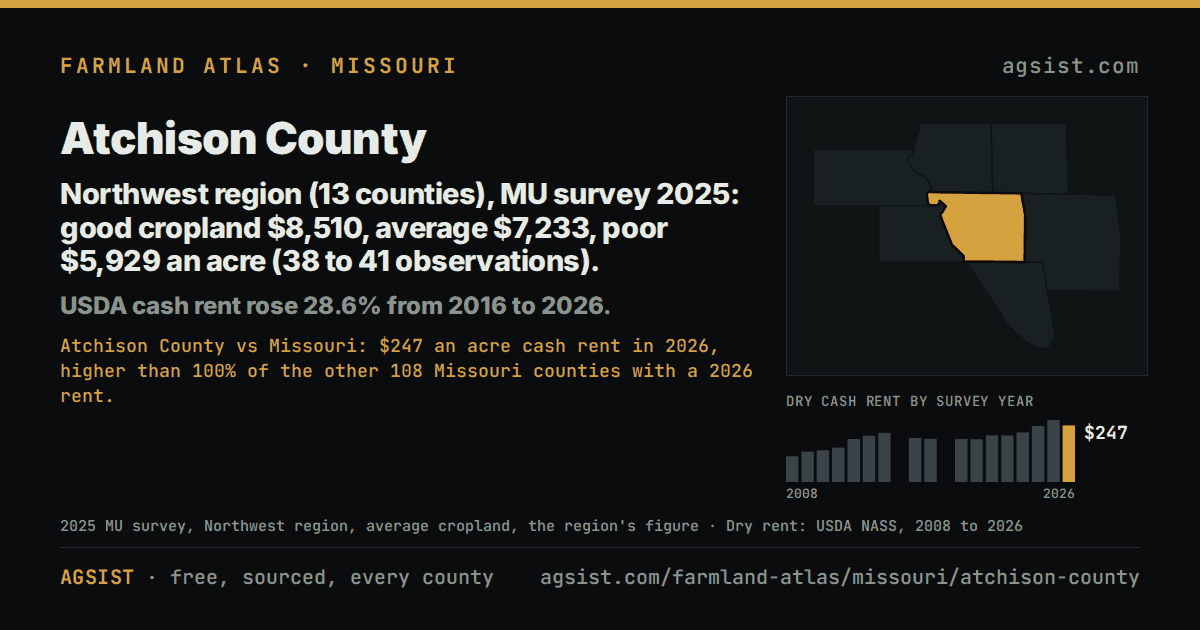 FARMLAND ATLAS · MISSOURI
agsist.com
Atchison County
Northwest region (13 counties), MU survey 2025:
good cropland $8,510, average $7,233, poor
$5,929 an acre (38 to 41 observations).
USDA cash rent rose 28.6% from 2016 to 2026.
Atchison County vs Missouri: $247 an acre cash rent in 2026,
higher than 100% of the other 108 Missouri counties with a 2026
rent.
DRY CASH RENT BY SURVEY YEAR
$247
2008 2026
2025 MU survey, Northwest region, average cropland, the region's figure · Dry rent: USDA NASS, 2008 to 2026
AGSIST · free, sourced, every county
agsist.com/farmland-atlas/missouri/atchison-county